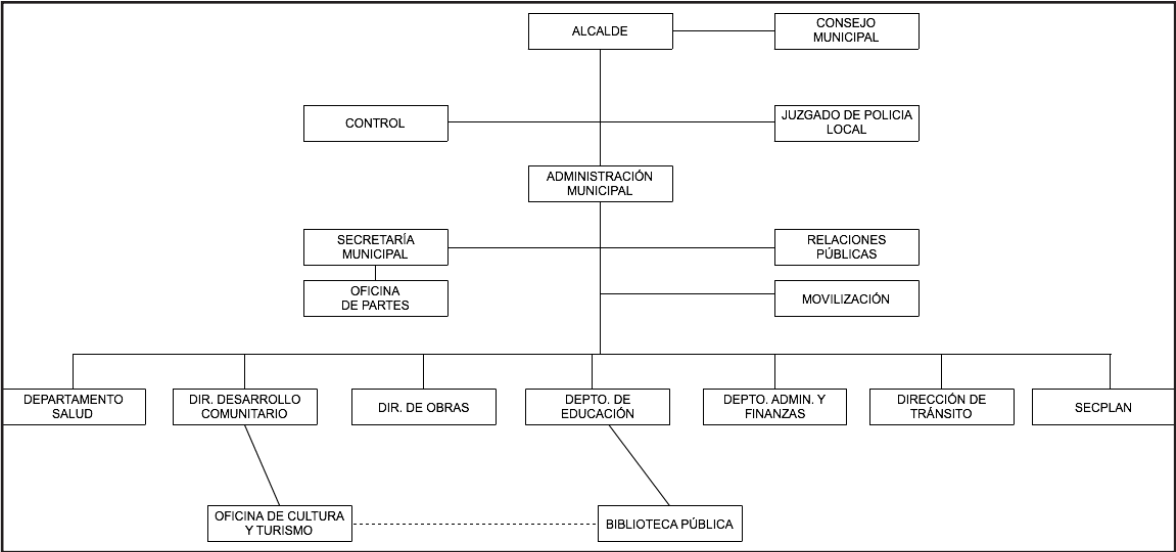 ALCALDE
CONSEJO
MUNICIPAL
CONTROL
JUZGADO DE POLICIA
LOCAL
ADMINISTRACIÓN
MUNICIPAL
SECRETARÍA
MUNICIPAL
RELACIONES
PÚBLICAS
OFICINA
DE PARTES
MOVILIZACIÓN
DEPARTAMENTO
SALUD
DIR. DESARROLLO
COMUNITARIO
DIR. DE OBRAS
DEPTO. DE
EDUCACIÓN
DEPTO. ADMIN. Y
FINANZAS
DIRECCIÓN DE
TRÁNSITO
SECPLAN
OFICINA DE CULTURA
Y TURISMO
BIBLIOTECA PÚBLICA